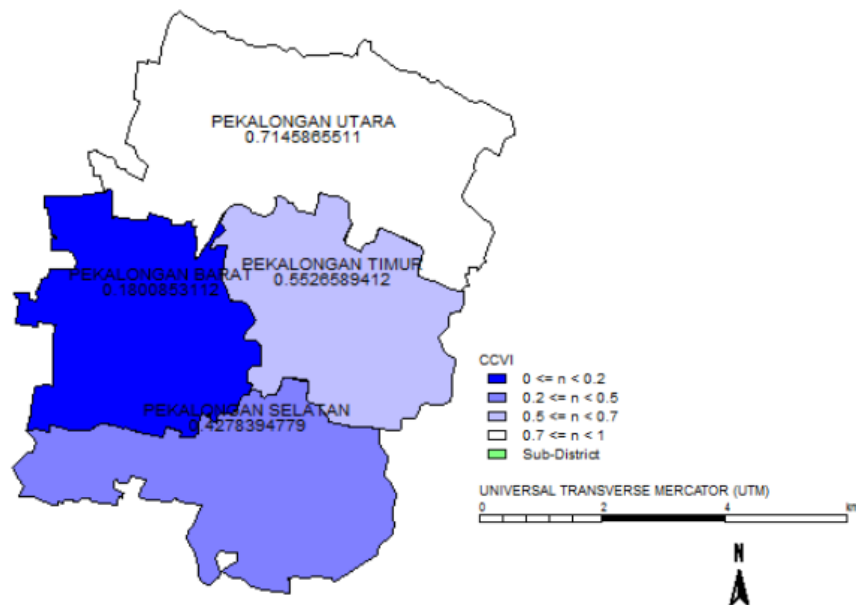 PEKALONGAN UTARA
0.7145865511
PEKALONGAN BARAT
0.1800853112
PEKALONGAN TIMUR
0.5526589412
PEKALONGAN SELATAN
0.4278394779
CCVI
0 <= n < 0.2
0.2 <= n < 0.5
0.5 <= n < 0.7
0.7 <= n < 1
Sub-District
UNIVERSAL TRANSVERSE MERCATOR (UTM)
0 2 4 km
N